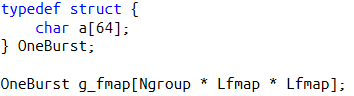 typedef struct {
    char a[64];
} OneBurst;

OneBurst g_fmap[Ngroup * Lfmap * Lfmap];